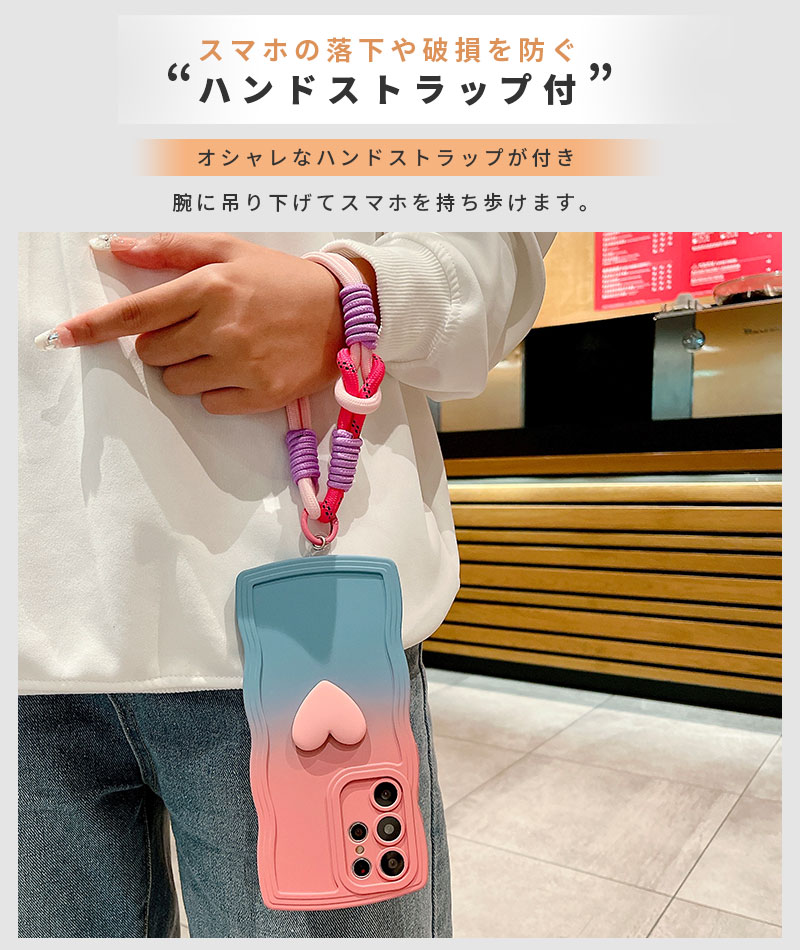 スマホの落下や破損を防ぐ
“ハンドストラップ付”
オシャレなハンドストラップが付き
腕に吊り下げてスマホを持ち歩けます。